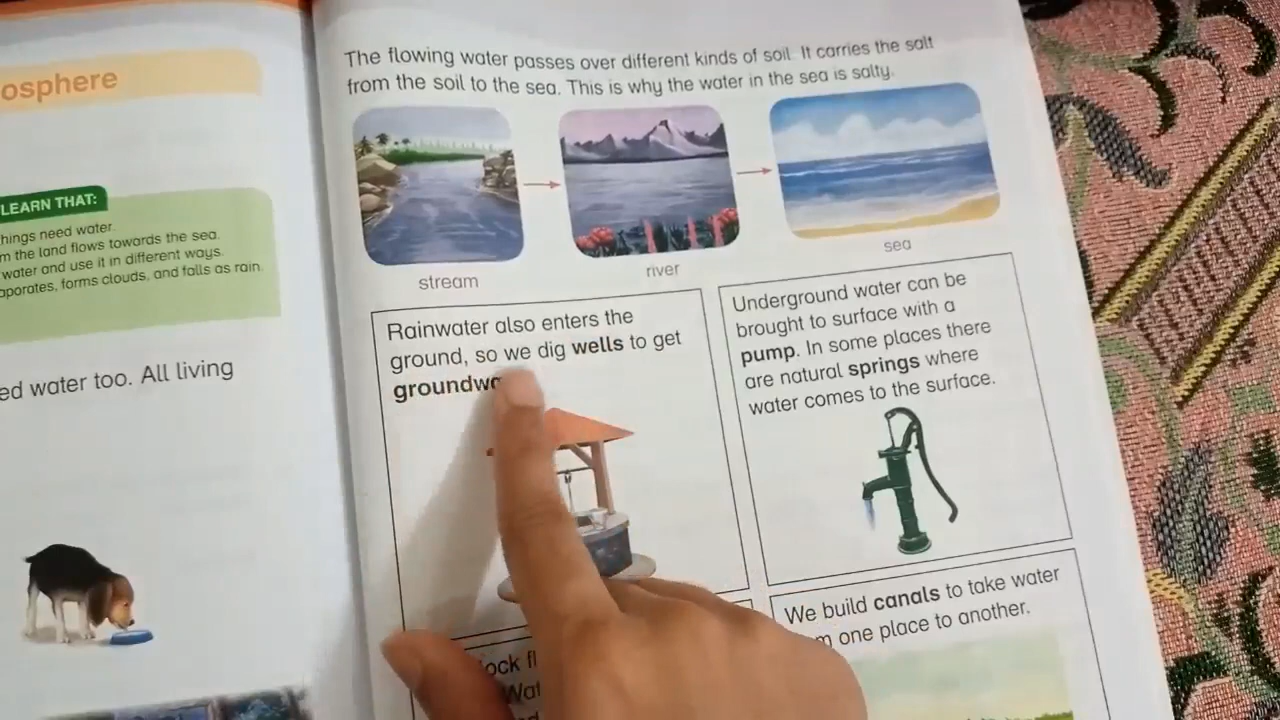 osphere
LEARN THAT:
hings need water.
m the land flows towards the sea.
water and use it in different ways.
aporates, forms clouds, and falls as rain.
ed water too. All living
The flowing water passes over different kinds of soil. It carries the salt
from the soil to the sea. This is why the water in the sea is salty.
stream
river
sea
Rainwater also enters the
ground, so we dig wells to get
groundwa
Underground water can be
brought to surface with a
pump. In some places there
are natural springs where
water comes to the surface.
ock fl
Wat
We build canals to take water
m one place to another.